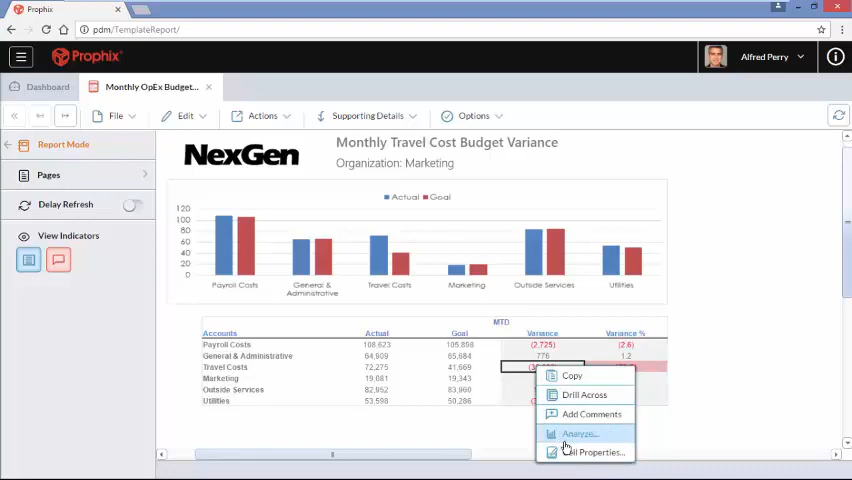 Prophix
pdm/TemplateReport/
Prophix
Alfred Perry
Dashboard
Monthly OpEx Budget...
File
Edit
Actions
Supporting Details
Options
Report Mode
Pages
Delay Refresh
View Indicators
NexGen
Monthly Travel Cost Budget Variance
Organization: Marketing
Actual Goal
120
100
80
60
40
20
0
Payroll Costs
General & Administrative
Travel Costs
Marketing
Outside Services
Utilities
MTD
Accounts Actual Goal Variance Variance %
Payroll Costs 108,623 105,898 (2,725) (2.6)
General & Administrative 64,909 65,684 776 1.2
Travel Costs 72,275 41,669
Marketing 19,081 19,343
Outside Services 82,952 83,960
Utilities 53,598 50,286
Copy
Drill Across
Add Comments
Analyze...
Properties...